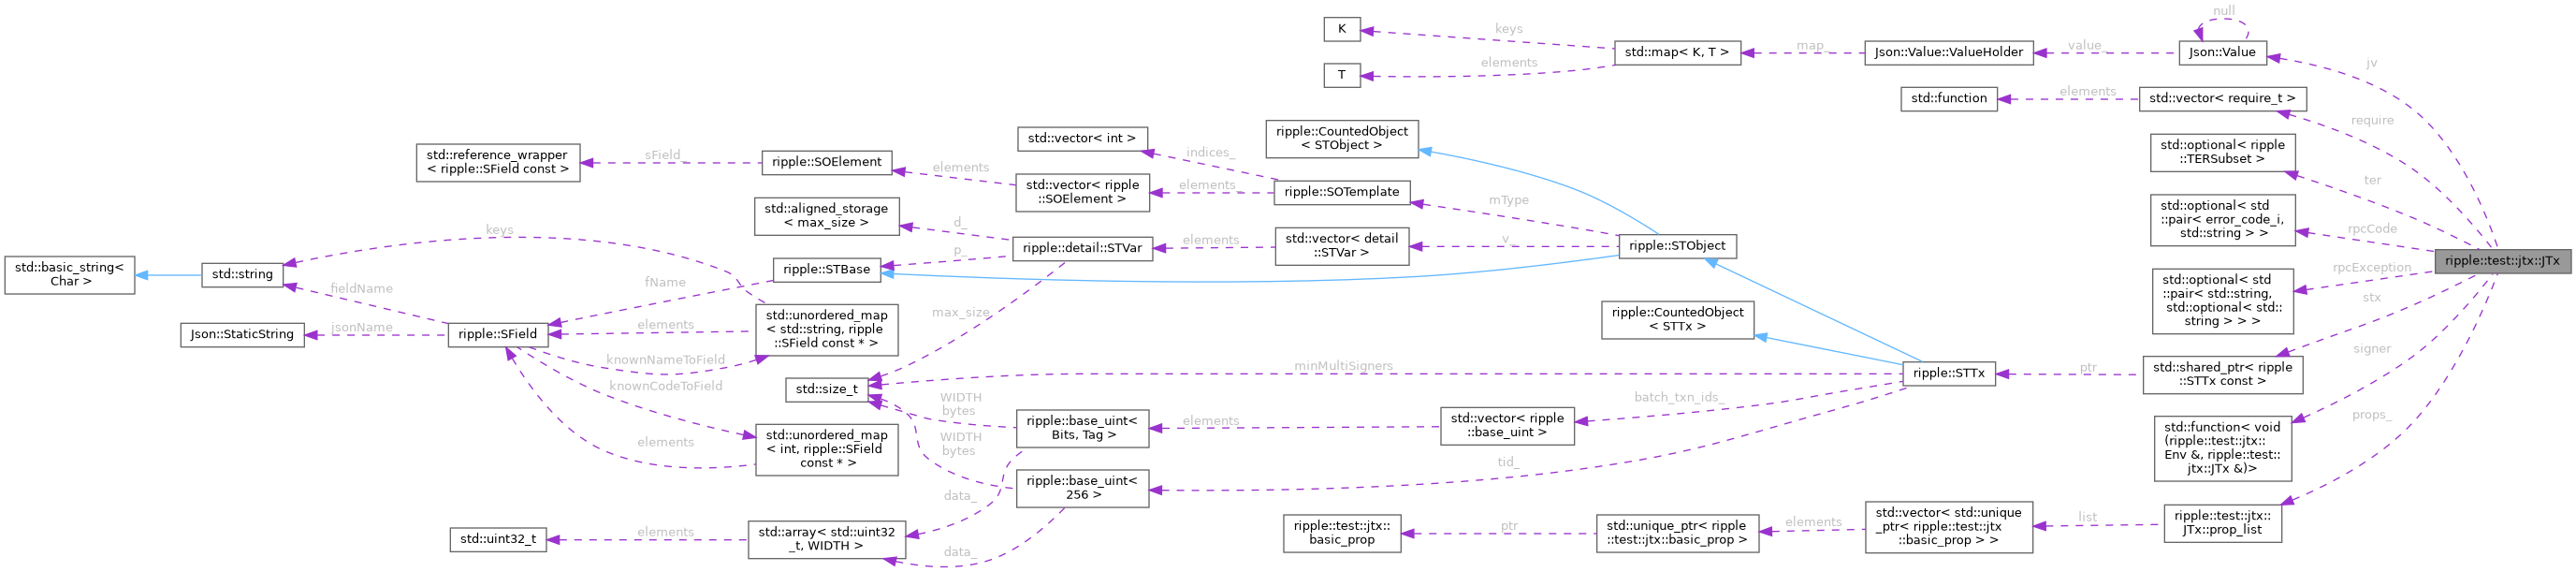 std::basic_string<
Char >
std::string
Json::StaticString
keys
fieldName
jsonName
std::reference_wrapper
< ripple::SField const >
ripple::SField
std::uint32_t
sField_
fName
elements
knownNameToField
knownCodeToField
elements
elements
ripple::SOElement
std::aligned_storage
< max_size >
ripple::STBase
std::unordered_map
< std::string, ripple
::SField const * >
std::size_t
std::unordered_map
< int, ripple::SField
const * >
std::array< std::uint32
_t, WIDTH >
elements
d_
p_
max_size
WIDTH
bytes
WIDTH
bytes
data_
data_
std::vector< int >
std::vector< ripple
::SOElement >
ripple::detail::STVar
ripple::base_uint<
Bits, Tag >
ripple::base_uint<
256 >
indices_
elements_
elements
minMultiSigners
elements
K
T
ripple::CountedObject
< STObject >
ripple::SOTemplate
std::vector< detail
::STVar >
std::vector< ripple
::base_uint >
ripple::test::jtx::
basic_prop
keys
elements
mType
v_
tid_
ptr
std::map< K, T >
ripple::STObject
ripple::CountedObject
< STTx >
batch_txn_ids_
std::unique_ptr< ripple
::test::jtx::basic_prop >
map_
elements
Json::Value::ValueHolder
std::function
ripple::STTx
std::vector< std::unique
_ptr< ripple::test::jtx
::basic_prop > >
value_
elements
ptr
list
null
Json::Value
std::vector< require_t >
std::optional< ripple
::TERSubset >
std::optional< std
::pair< error_code_i,
std::string > >
std::optional< std
::pair< std::string,
std::optional< std::
string > > >
std::shared_ptr< ripple
::STTx const >
std::function< void
(ripple::test::jtx::
Env &, ripple::test::
jtx::JTx &)>
ripple::test::jtx::
JTx::prop_list
jv
require
ter
rpcCode
rpcException
stx
signer
props_
ripple::test::jtx::JTx